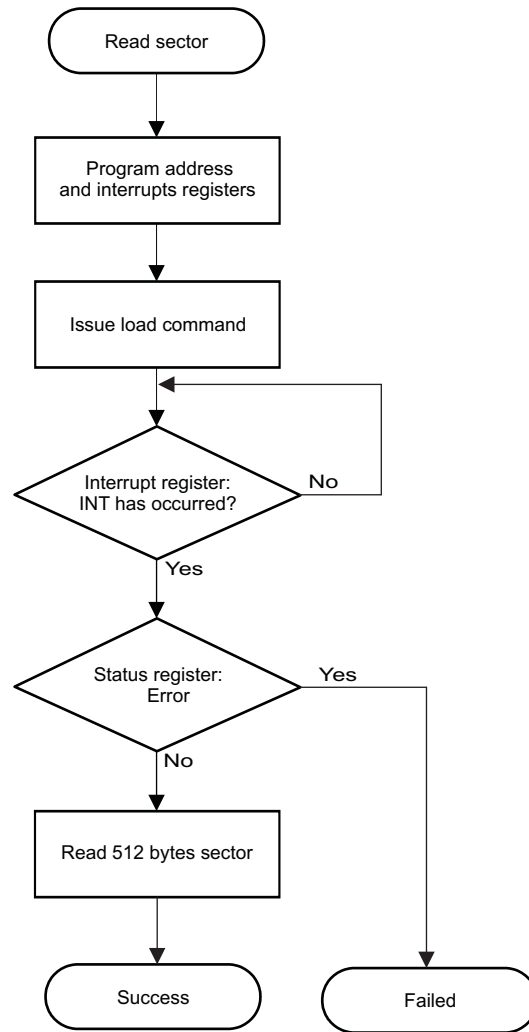 Read sector
Program address
and interrupts registers
Issue load command
Interrupt register:
INT has occurred?
No
Yes
Status register:
Error
Yes
No
Read 512 bytes sector
Success
Failed